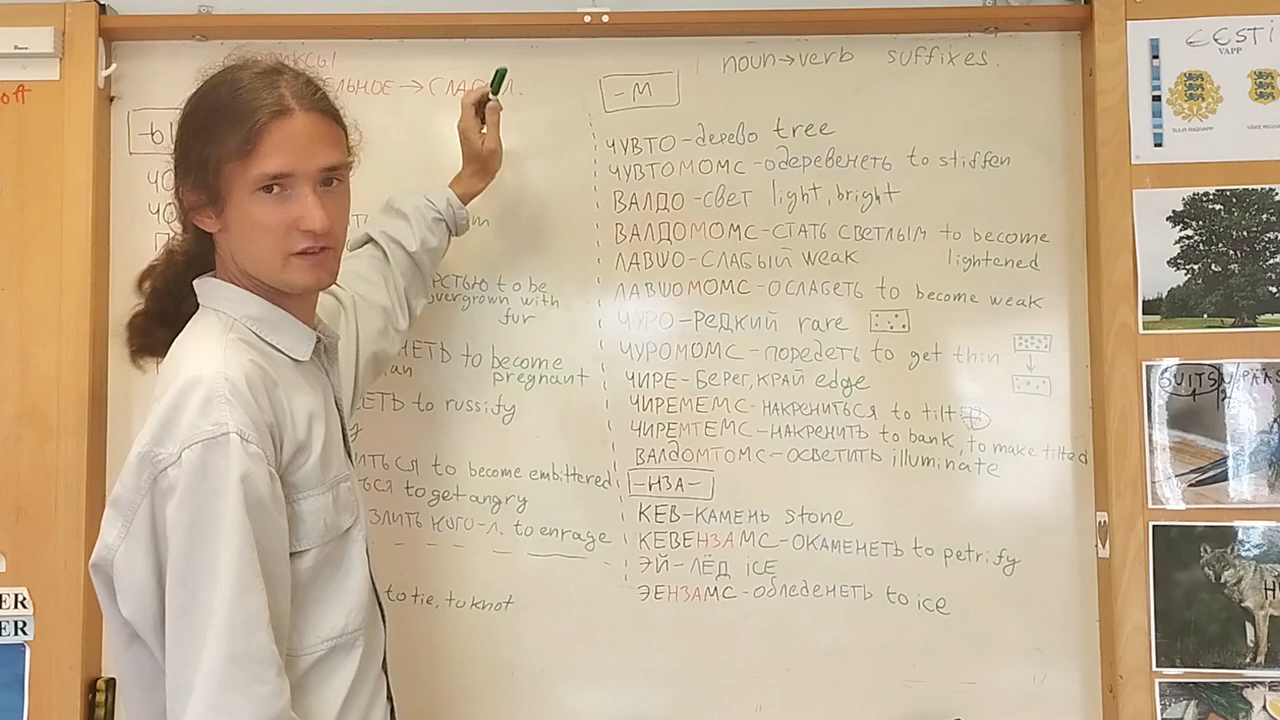 noun→verb suffixes.
-М
ЧУВТО-дерево tree
ЧУВТОМОМС-одеревенеть to stiffen
ВАЛДО-свет light, bright
ВАЛДОМОМС-СТАТЬ СВЕТЛЫМ to become
lightened
ЛАВШО-СЛАБЫЙ weak
ЛАВШОМОМС-ОСЛАБЕТЬ to become weak
ЧУРО-РЕДКИЙ rare
ЧУРОМОМС-поредеть to get thin
ЧИРЕ-БЕРЕГ, КРАЙ edge
ЧИРЕМЕМС-НАКРЕНИТЬСЯ to tilt
ЧИРЕМТЕМС-НАКРЕНИТЬ to bank, to make tilted
ВАЛДОМТОМС-ОСВЕТИТЬ illuminate
-НЗА-
КЕВ-КАМЕНЬ stone
КЕВЕНЗАМС-ОКАМЕНЕТЬ to petrify
ЭЙ-ЛЁД ICE
ЭЕНЗАМС-обледенеть to ice
to be
overgrown with
fur
to become
pregnant
to russify
to become embittered
to get angry
ЗЛИТЬ КОГО-Л. to enrage
to tie, to knot
EESTI
VAPP
SUUR RIIGIVAPP